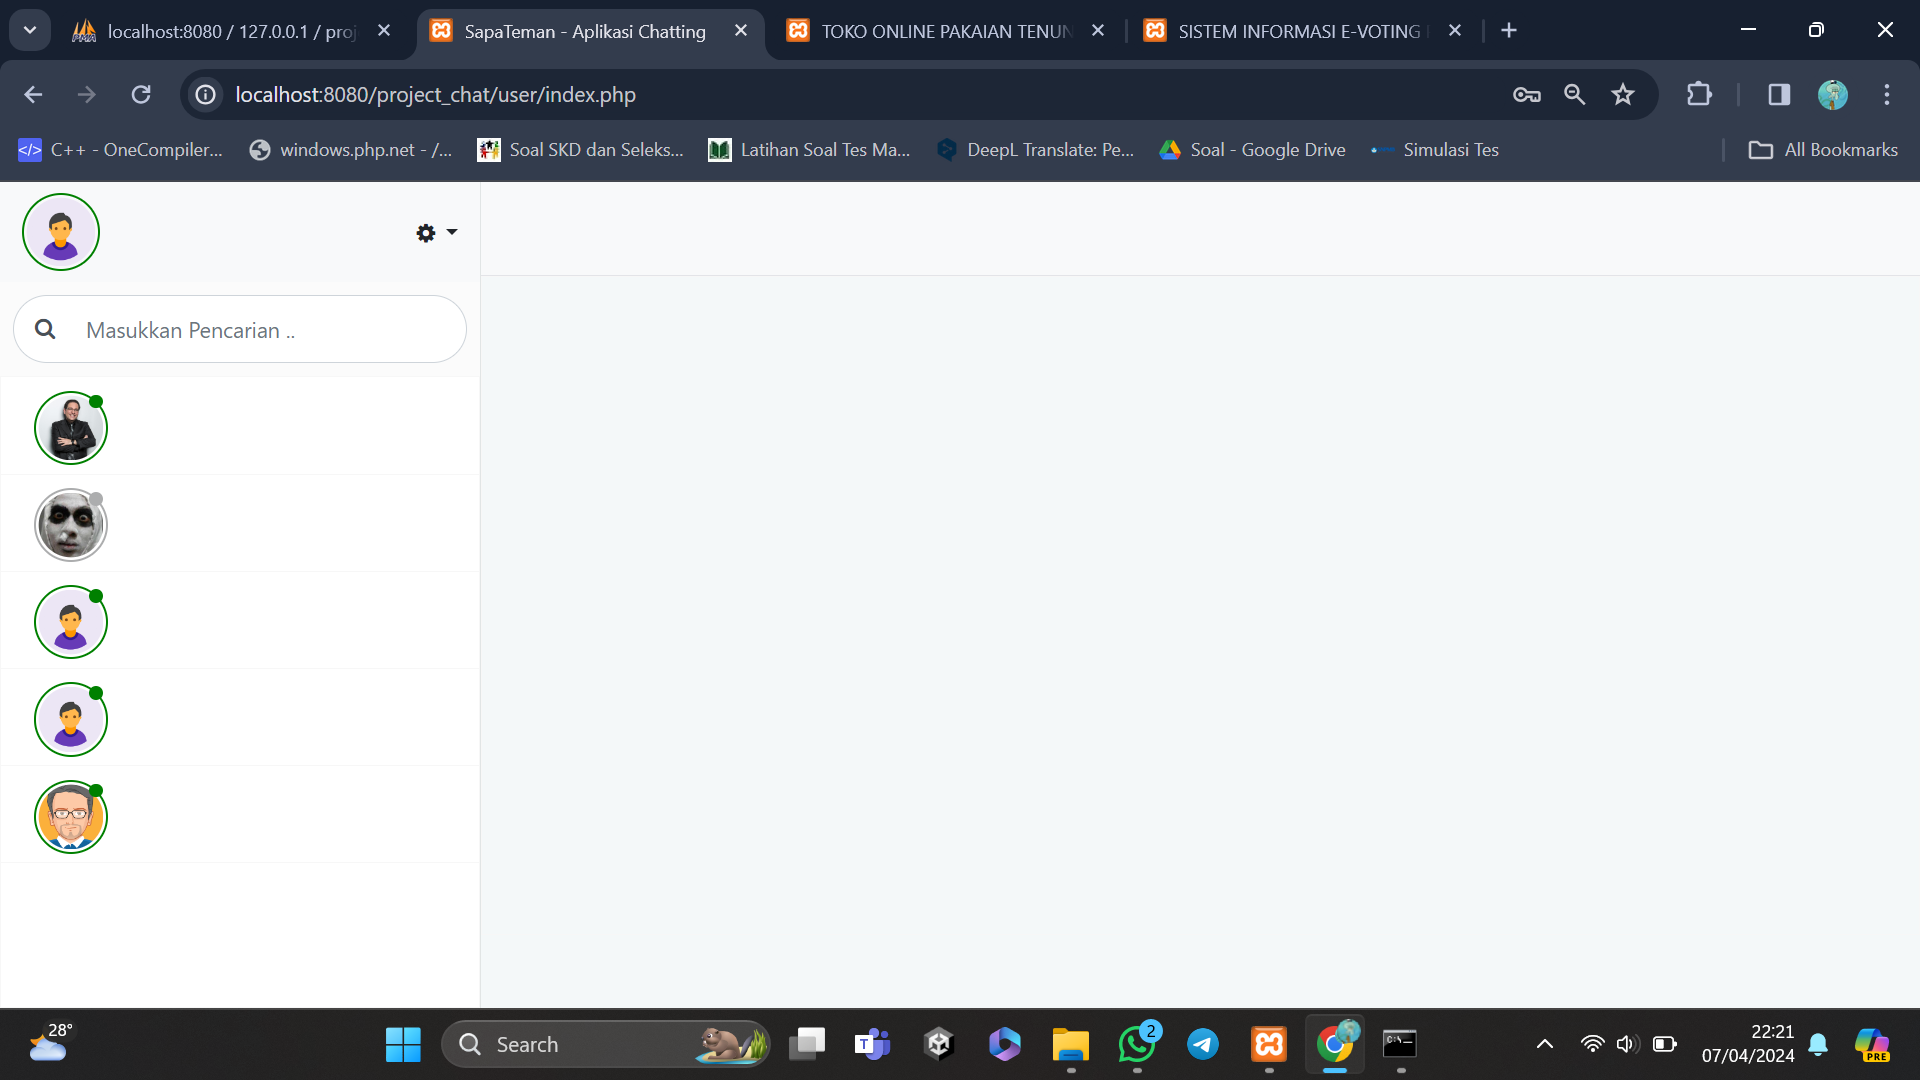 localhost:8080 / 127.0.0.1 / proj
SapaTeman - Aplikasi Chatting
TOKO ONLINE PAKAIAN TENUN
SISTEM INFORMASI E-VOTING
localhost:8080/project_chat/user/index.php
C++ - OneCompiler...
windows.php.net - /...
Soal SKD dan Seleks...
Latihan Soal Tes Ma...
DeepL Translate: Pe...
Soal - Google Drive
Simulasi Tes
All Bookmarks
Masukkan Pencarian ..
28°
Search
2
22:21
07/04/2024
PRE